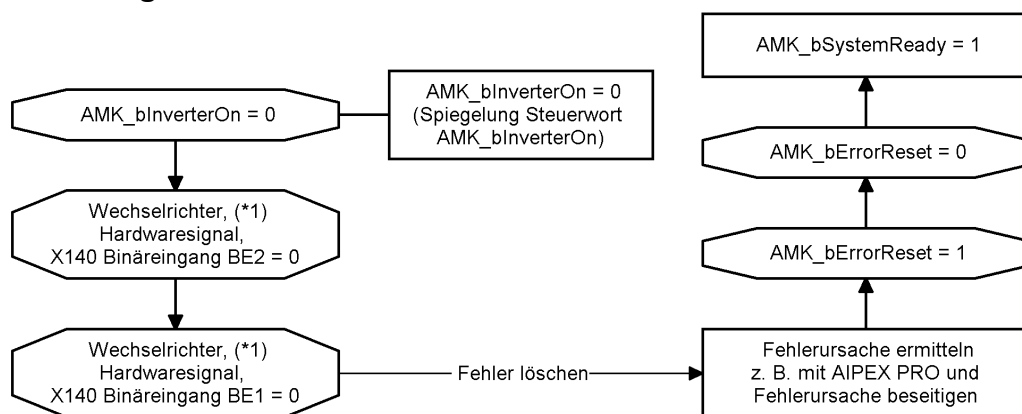 AMK_bInverterOn = 0
AMK_bInverterOn = 0
(Spiegelung Steuerwort
AMK_bInverterOn)
Wechselrichter, (*1)
Hardwaresignal,
X140 Binäreingang BE2 = 0
Wechselrichter, (*1)
Hardwaresignal,
X140 Binäreingang BE1 = 0
Fehler löschen
Fehlerursache ermitteln
z. B. mit AIPEX PRO und
Fehlerursache beseitigen
AMK_bErrorReset = 1
AMK_bErrorReset = 0
AMK_bSystemReady = 1